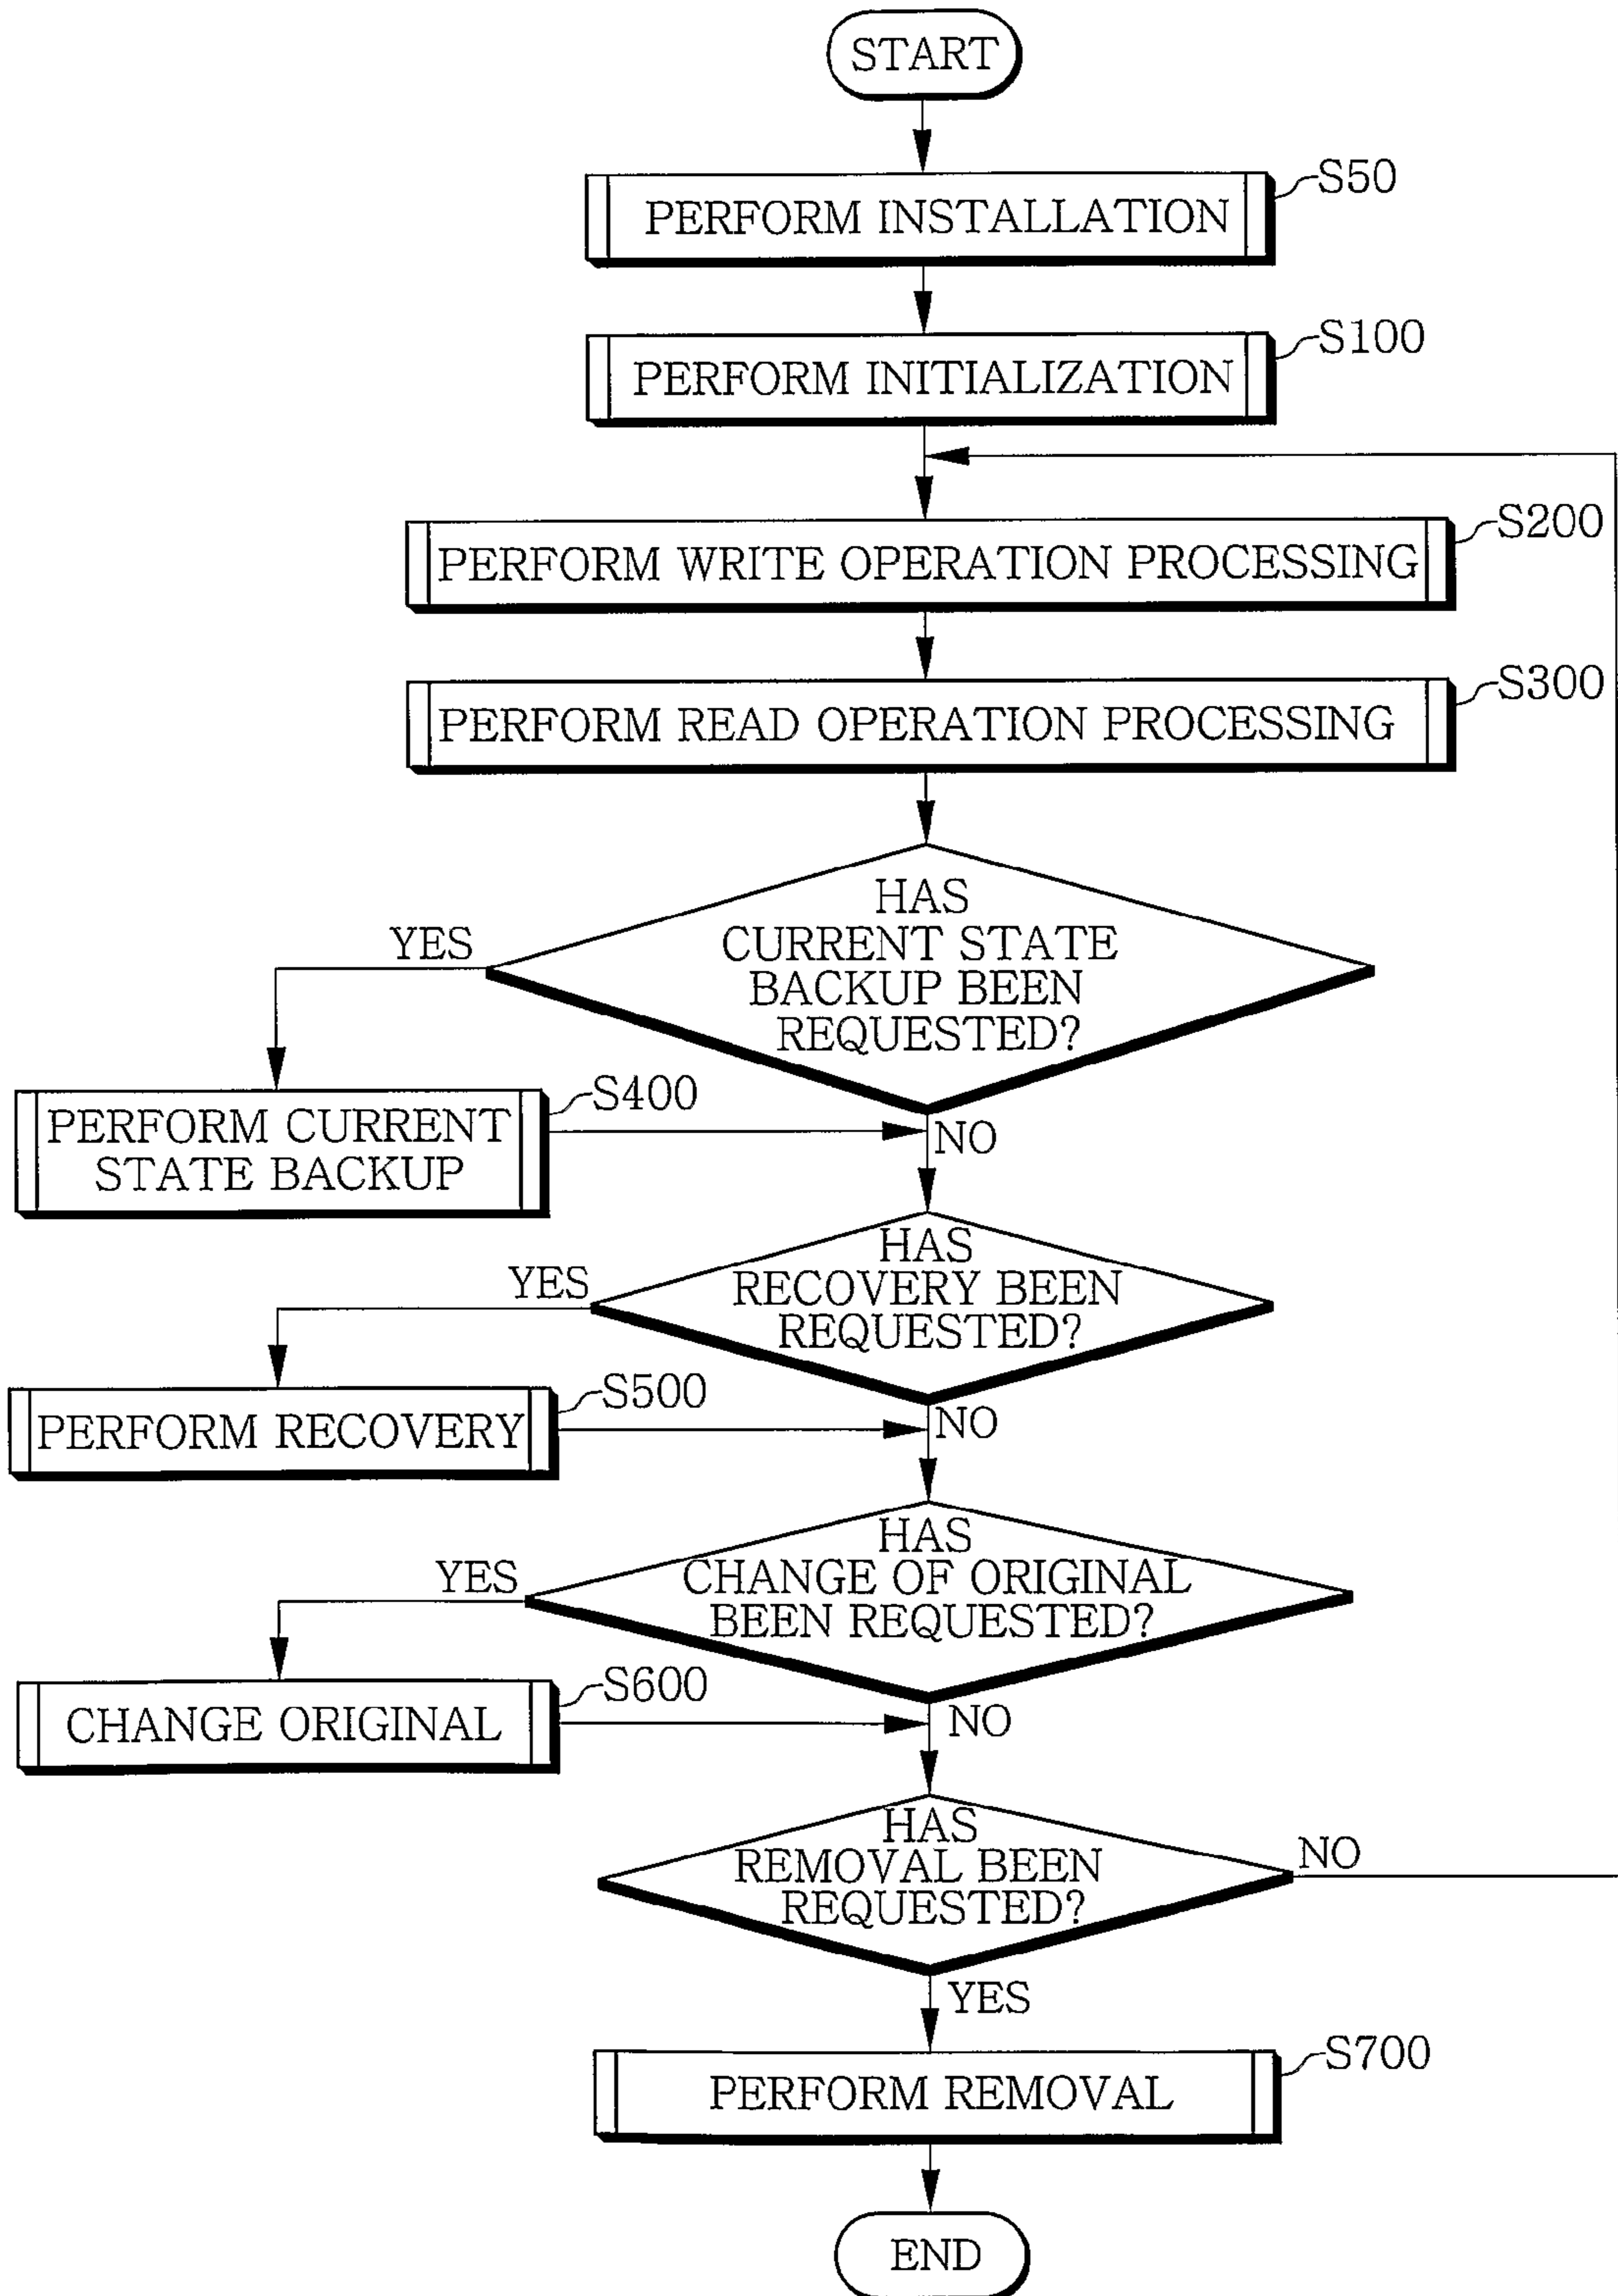 START
S50
PERFORM INSTALLATION
S100
PERFORM INITIALIZATION
S200
PERFORM WRITE OPERATION PROCESSING
S300
PERFORM READ OPERATION PROCESSING
HAS
CURRENT STATE
BACKUP BEEN
REQUESTED?
YES
S400
PERFORM CURRENT
STATE BACKUP
NO
HAS
RECOVERY BEEN
REQUESTED?
YES
S500
PERFORM RECOVERY
NO
HAS
CHANGE OF ORIGINAL
BEEN REQUESTED?
YES
S600
CHANGE ORIGINAL
NO
HAS
REMOVAL BEEN
REQUESTED?
NO
YES
S700
PERFORM REMOVAL
END